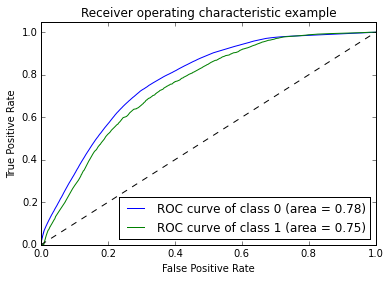 Receiver operating characteristic example
True Positive Rate
1.0
0.8
0.6
0.4
0.2
0.0
ROC curve of class 0 (area = 0.78)
ROC curve of class 1 (area = 0.75)
0.0 0.2 0.4 0.6 0.8 1.0
False Positive Rate